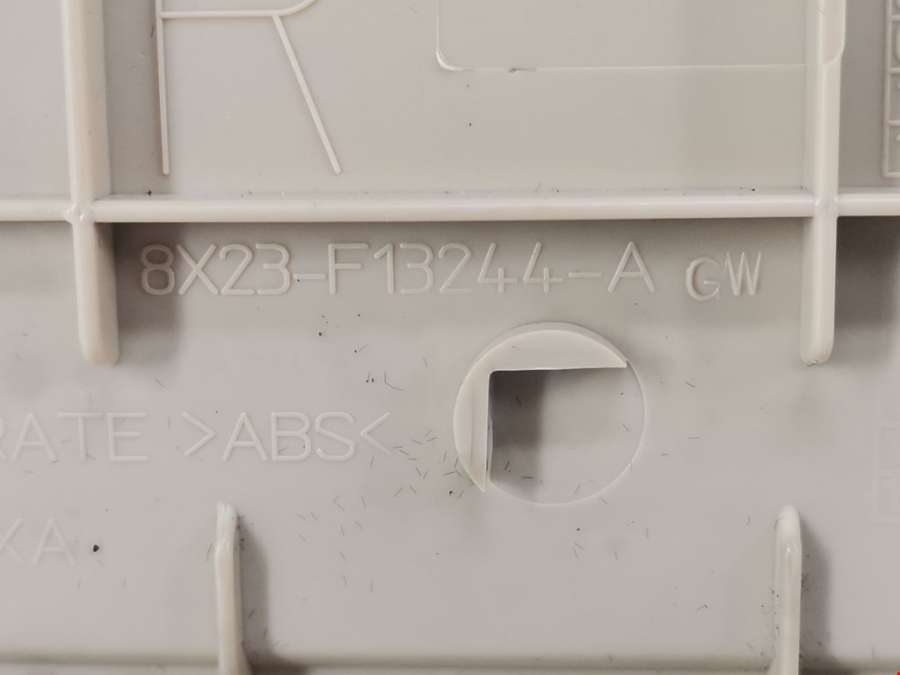 R
8X23-F13244-A GW
RATE >ABS<
XA